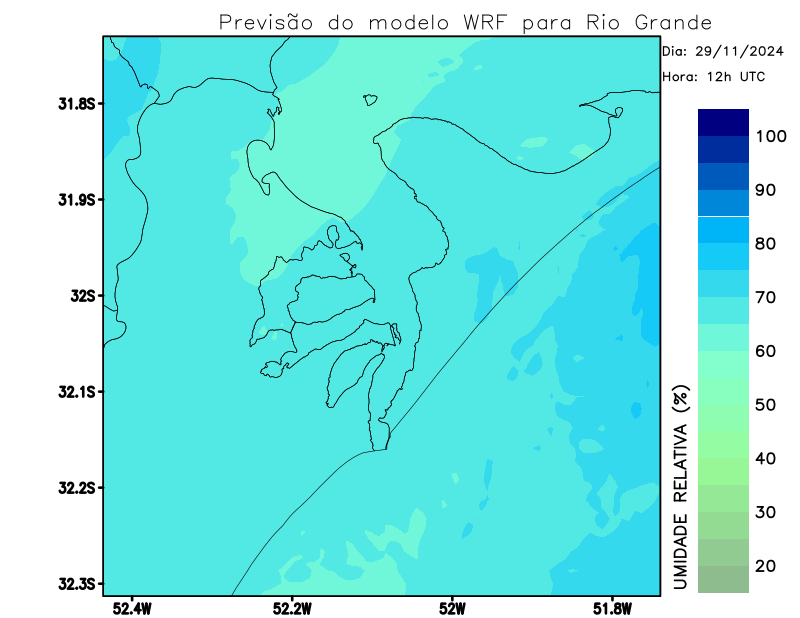 Previsão do modelo WRF para Rio Grande
Dia: 29/11/2024
Hora: 12h UTC
31.8S
31.9S
32S
32.1S
32.2S
32.3S
52.4W
52.2W
52W
51.8W
100
90
80
70
60
50
40
30
20
UMIDADE RELATIVA (%)